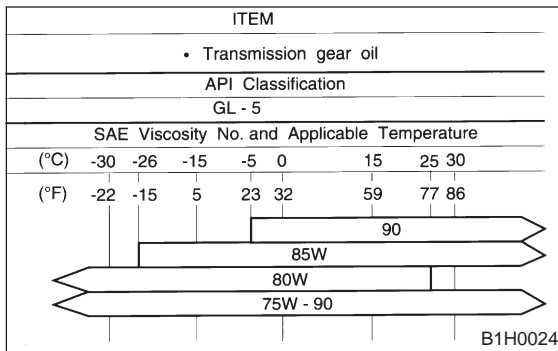 ITEM
• Transmission gear oil
API Classification
GL - 5
SAE Viscosity No. and Applicable Temperature
(°C) -30 -26 -15 -5 0 15 25 30
(°F) -22 -15 5 23 32 59 77 86
90
85W
80W
75W - 90
B1H0024